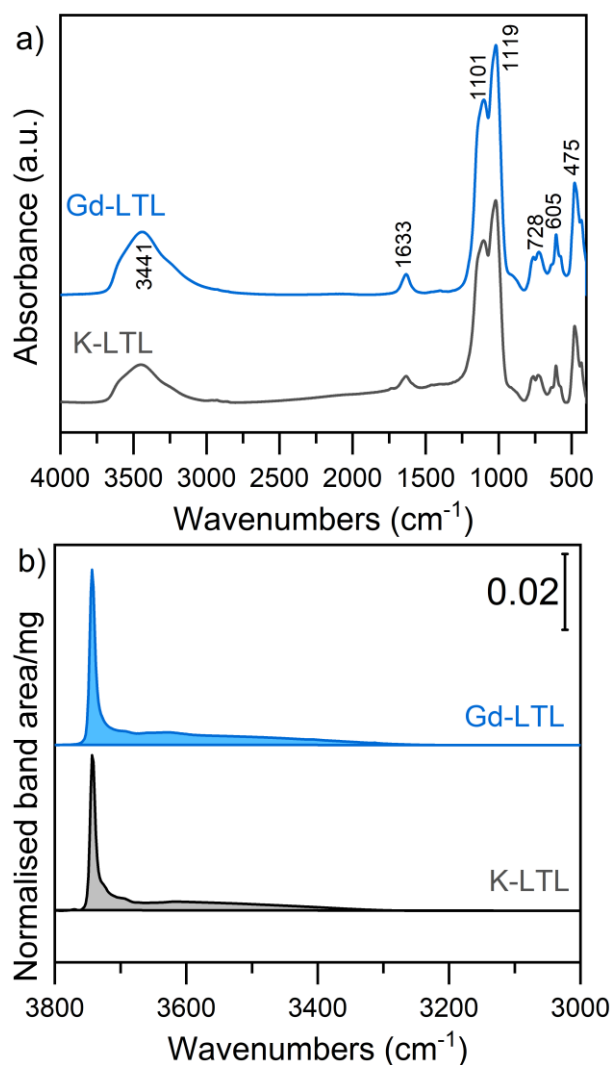 a)
Absorbance (a.u.)
Gd-LTL
3441
1633
1101
1119
728
605
475
K-LTL
4000 3500 3000 2500 2000 1500 1000 500
Wavenumbers (cm⁻¹)
b)
0.02
Normalised band area/mg
Gd-LTL
K-LTL
3800 3600 3400 3200 3000
Wavenumbers (cm⁻¹)